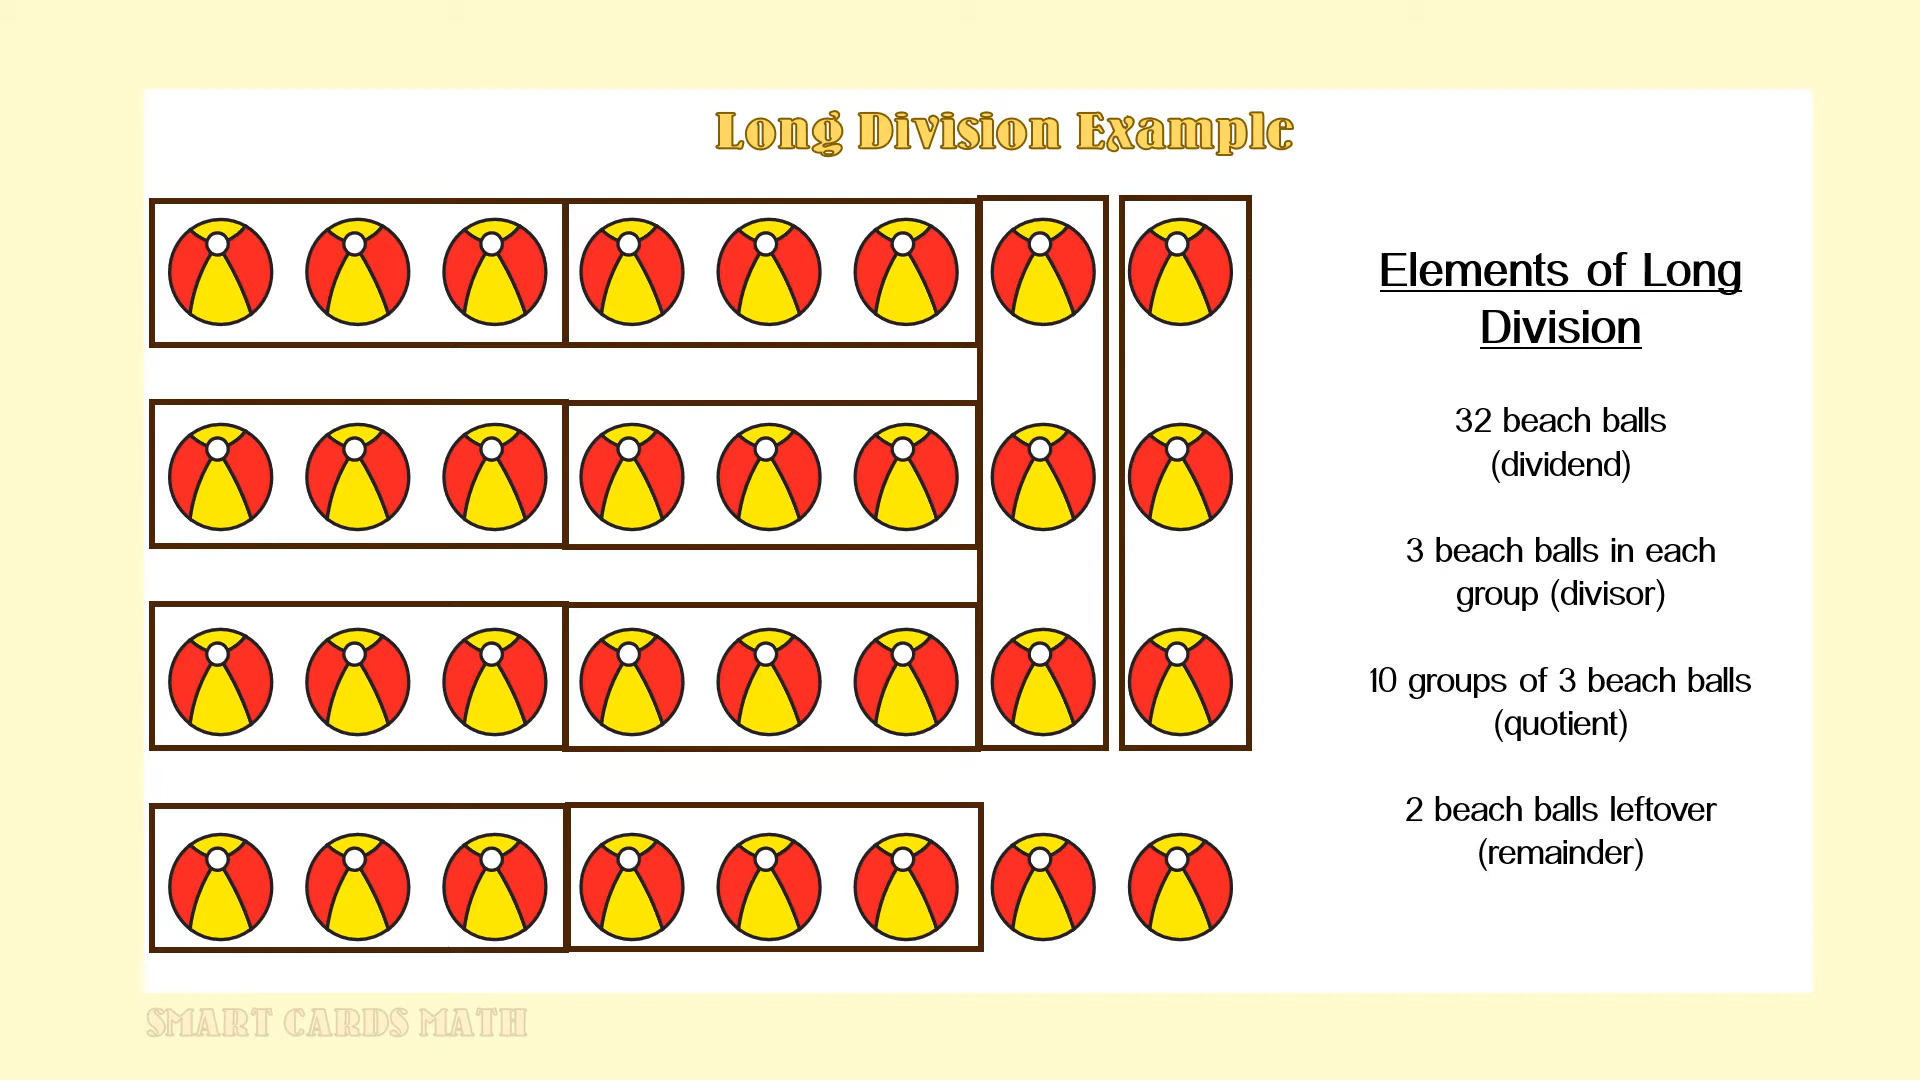 Long Division Example
Elements of Long
Division
32 beach balls
(dividend)
3 beach balls in each
group (divisor)
10 groups of 3 beach balls
(quotient)
2 beach balls leftover
(remainder)
SMART CARDS MATH